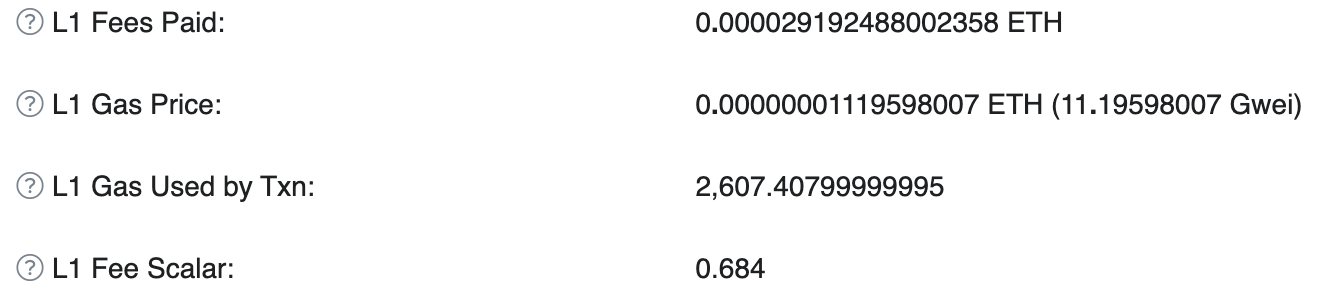 ? L1 Fees Paid: 0.000029192488002358 ETH
? L1 Gas Price: 0.00000001119598007 ETH (11.19598007 Gwei)
? L1 Gas Used by Txn: 2,607.40799999995
? L1 Fee Scalar: 0.684